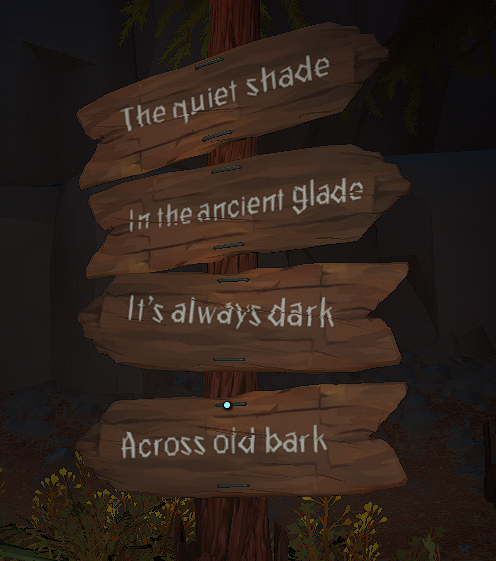 The quiet shade
In the ancient glade
It's always dark
Across old bark